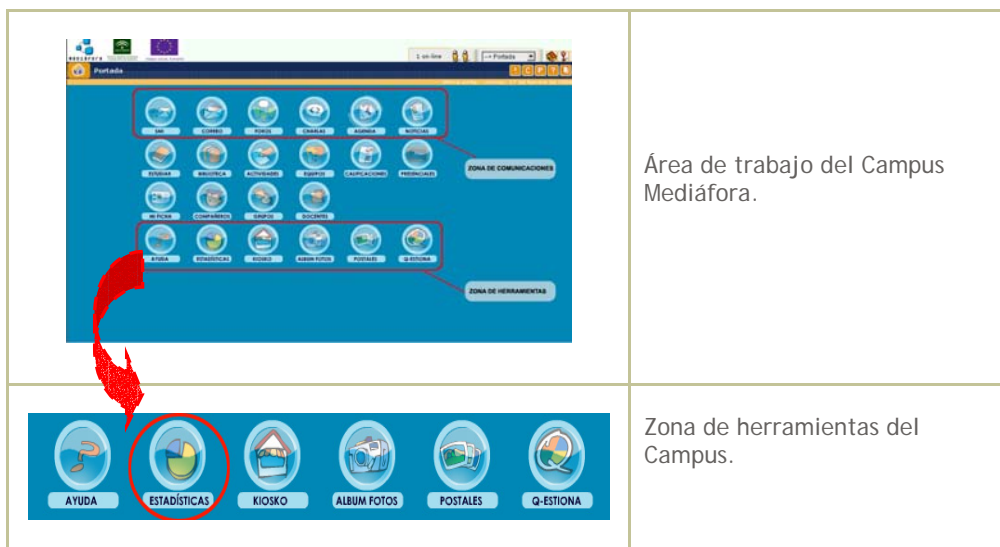 mediáfora
1 on-line
--> Portada
Portada
* C P ? R
SMI CORREO FOROS CHARLAS AGENDA NOTICIAS
ESTUDIAR BIBLIOTECA ACTIVIDADES EQUIPOS CALIFICACIONES PRESENCIALES
ZONA DE COMUNICACIONES
MI FICHA COMPAÑEROS GRUPOS DOCENTES
AYUDA ESTADÍSTICAS KIOSKO ALBUM FOTOS POSTALES Q-ESTIONA
ZONA DE HERRAMIENTAS
Área de trabajo del Campus
Mediáfora.
AYUDA ESTADÍSTICAS KIOSKO ALBUM FOTOS POSTALES Q-ESTIONA
Zona de herramientas del
Campus.